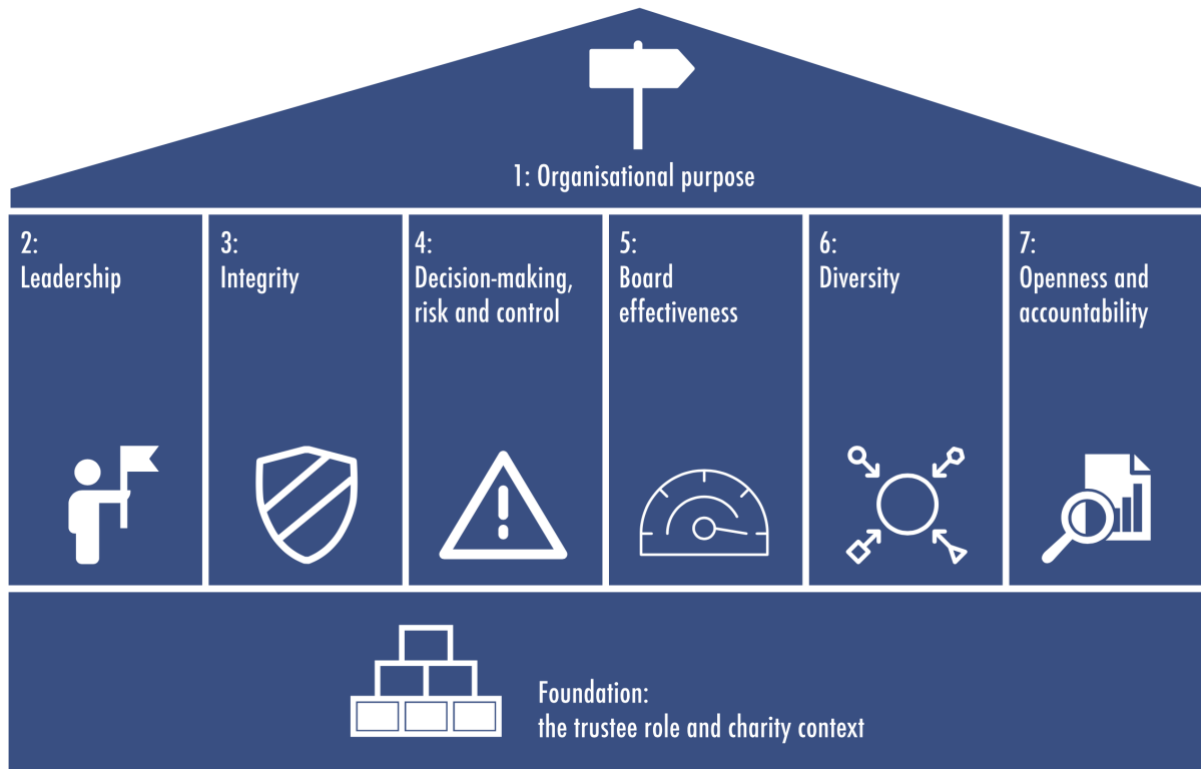 1: Organisational purpose
2:
Leadership
3:
Integrity
4:
Decision-making,
risk and control
5:
Board
effectiveness
6:
Diversity
7:
Openness and
accountability
Foundation:
the trustee role and charity context